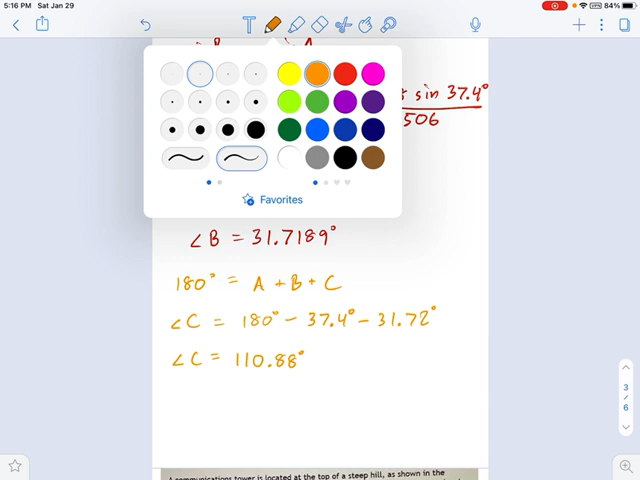 5:16 PM Sat Jan 29
84%
T
B A
sin 37.4°
506
Favorites
∠B = 31.7189°
180° = A + B + C
∠C = 180° - 37.4° - 31.72°
∠C = 110.88°
3
/
6
A communications tower is located at the top of a steep hill, as shown in the